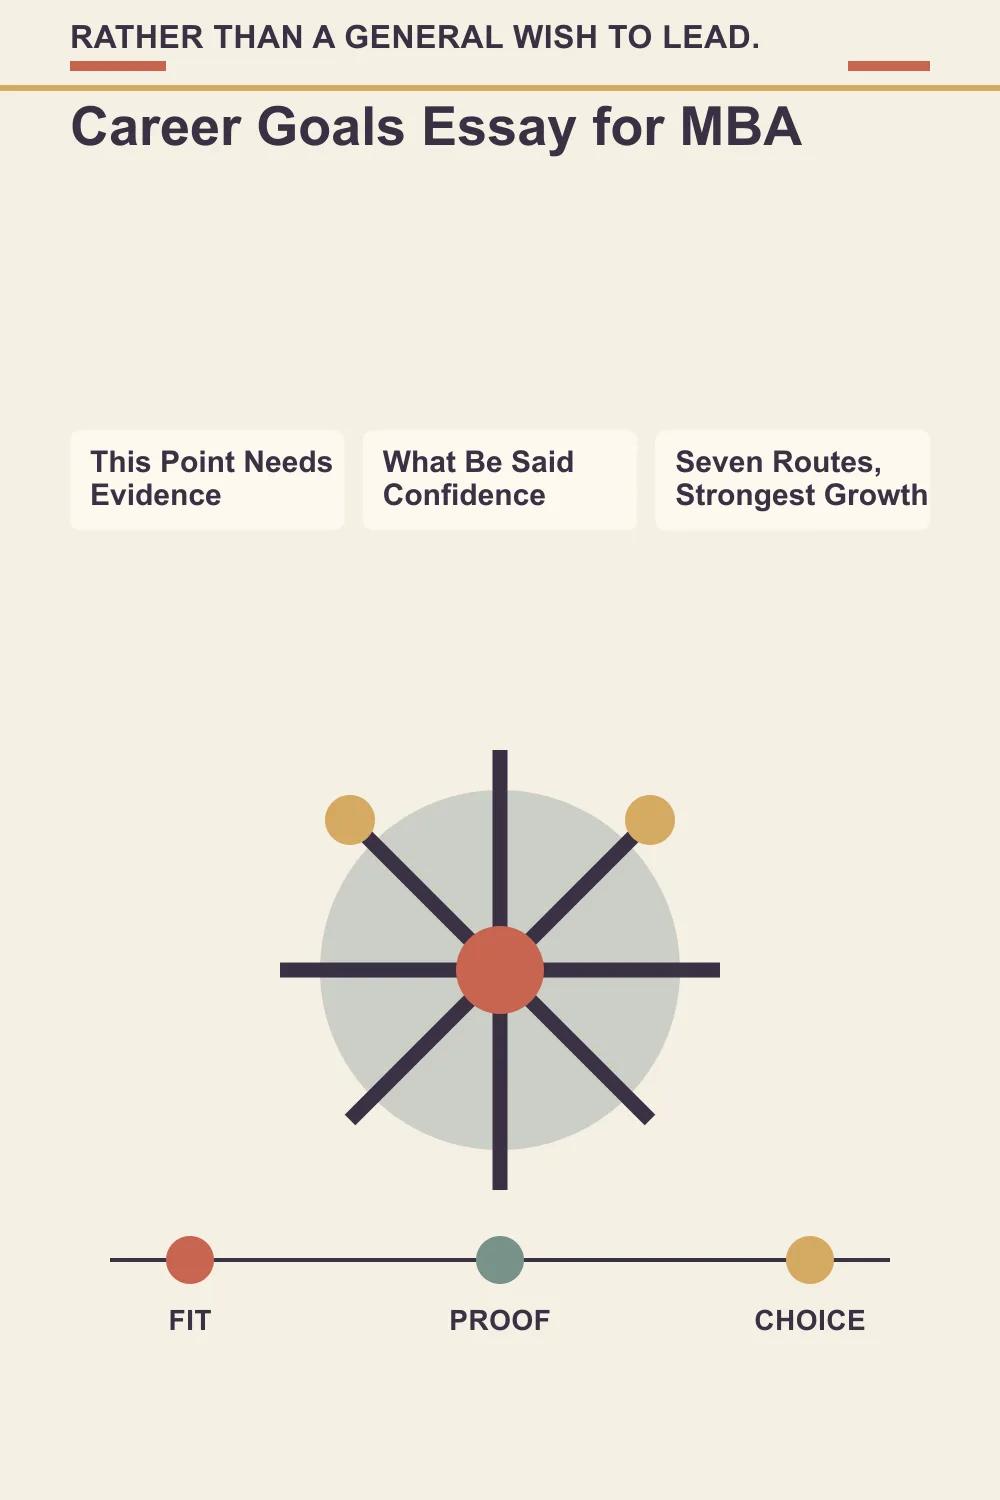 RATHER THAN A GENERAL WISH TO LEAD.
Career Goals Essay for MBA
This Point Needs
Evidence
What Be Said
Confidence
Seven Routes,
Strongest Growth
FIT
PROOF
CHOICE